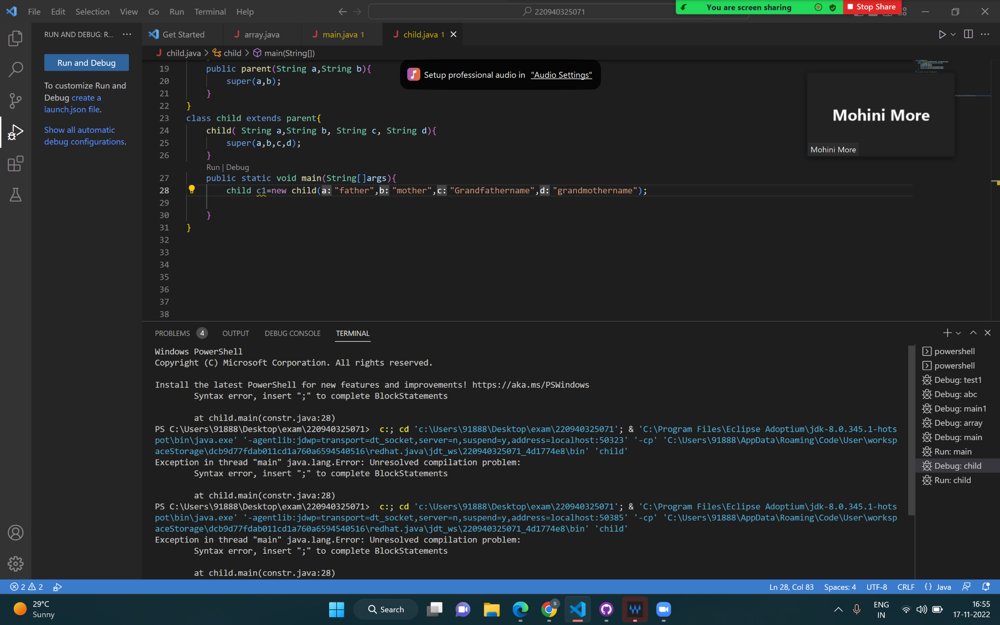 File Edit Selection View Go Run Terminal Help
220940325071
You are screen sharing
Stop Share
RUN AND DEBUG: R... ···
Get Started
array.java
main.java 1
child.java 1
child.java > child > main(String[])
Run and Debug
To customize Run and
Debug create a
launch.json file.
Show all automatic
debug configurations.
Setup professional audio in "Audio Settings"
Mohini More
Mohini More
19 public parent(String a,String b){
20 super(a,b);
21 }
22 }
23 class child extends parent{
24 child( String a,String b, String c, String d){
25 super(a,b,c,d);
26 }
Run | Debug
27 public static void main(String[]args){
28 child c1=new child(a: "father",b: "mother",c: "Grandfathername",d: "grandmothername");
29
30 }
31 }
32
33
34
35
36
37
38
PROBLEMS 4 OUTPUT DEBUG CONSOLE TERMINAL
Windows PowerShell
Copyright (C) Microsoft Corporation. All rights reserved.
Install the latest PowerShell for new features and improvements! https://aka.ms/PSWindows
Syntax error, insert ";" to complete BlockStatements
at child.main(constr.java:28)
PS C:\Users\91888\Desktop\exam\220940325071> c:; cd 'c:\Users\91888\Desktop\exam\220940325071'; & 'C:\Program Files\Eclipse Adoptium\jdk-8.0.345.1-hots
pot\bin\java.exe' '-agentlib:jdwp=transport=dt_socket,server=n,suspend=y,address=localhost:50323' '-cp' 'C:\Users\91888\AppData\Roaming\Code\User\worksp
aceStorage\dcb9d77fdab011cd1a760a6594540516\redhat.java\jdt_ws\220940325071_4d1774e8\bin' 'child'
Exception in thread "main" java.lang.Error: Unresolved compilation problem:
Syntax error, insert ";" to complete BlockStatements
at child.main(constr.java:28)
PS C:\Users\91888\Desktop\exam\220940325071> c:; cd 'c:\Users\91888\Desktop\exam\220940325071'; & 'C:\Program Files\Eclipse Adoptium\jdk-8.0.345.1-hots
pot\bin\java.exe' '-agentlib:jdwp=transport=dt_socket,server=n,suspend=y,address=localhost:50385' '-cp' 'C:\Users\91888\AppData\Roaming\Code\User\worksp
aceStorage\dcb9d77fdab011cd1a760a6594540516\redhat.java\jdt_ws\220940325071_4d1774e8\bin' 'child'
Exception in thread "main" java.lang.Error: Unresolved compilation problem:
Syntax error, insert ";" to complete BlockStatements
at child.main(constr.java:28)
powershell
powershell
Debug: test1
Debug: abc
Debug: main1
Debug: array
Debug: main
Run: main
Debug: child
Run: child
2 2
Ln 28, Col 83 Spaces: 4 UTF-8 CRLF {} Java
29°C
Sunny
Search
ENG
IN
16:55
17-11-2022